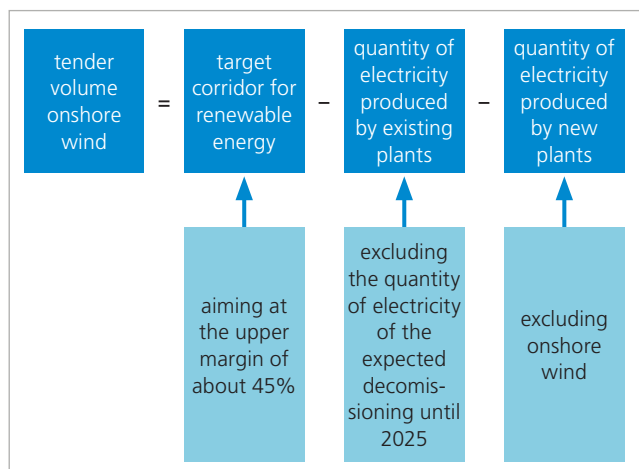 tender
volume
onshore
wind
=
target
corridor for
renewable
energy
–
quantity of
electricity
produced
by existing
plants
–
quantity of
electricity
produced
by new
plants
aiming at
the upper
margin of
about 45%
excluding
the quantity
of electricity
of the
expected
decomis-
sioning until
2025
excluding
onshore
wind